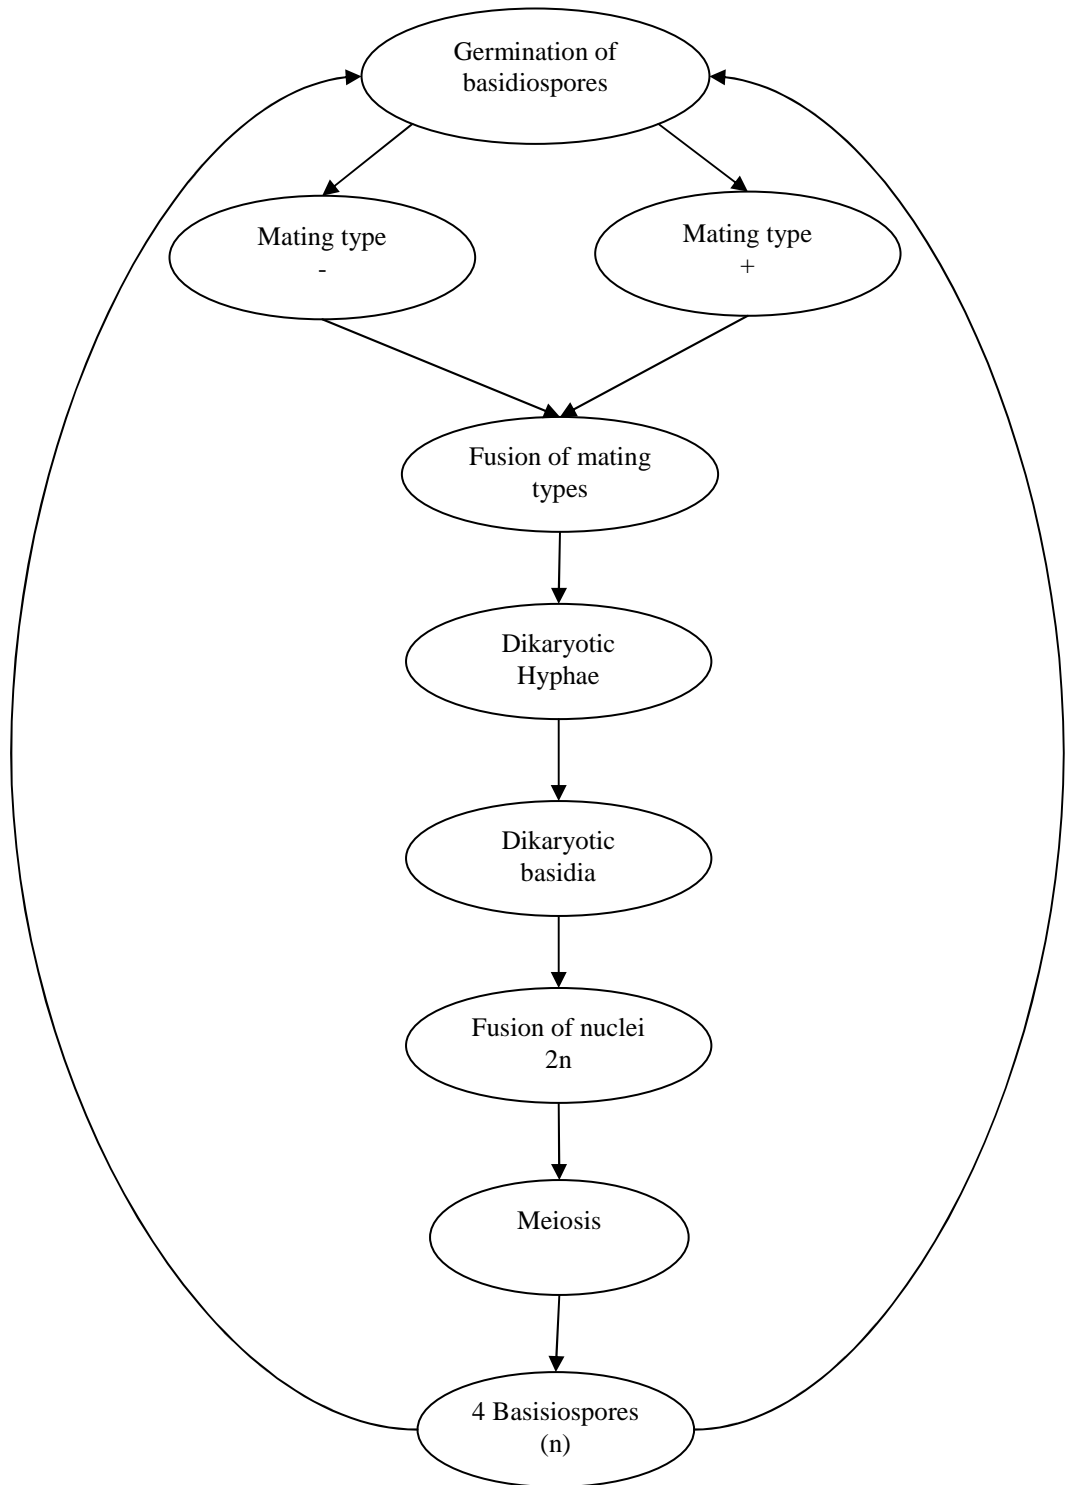 Germination of
basidiospores
Mating type
-
Mating type
+
Fusion of mating
types
Dikaryotic
Hyphae
Dikaryotic
basidia
Fusion of nuclei
2n
Meiosis
4 Basisiospores
(n)